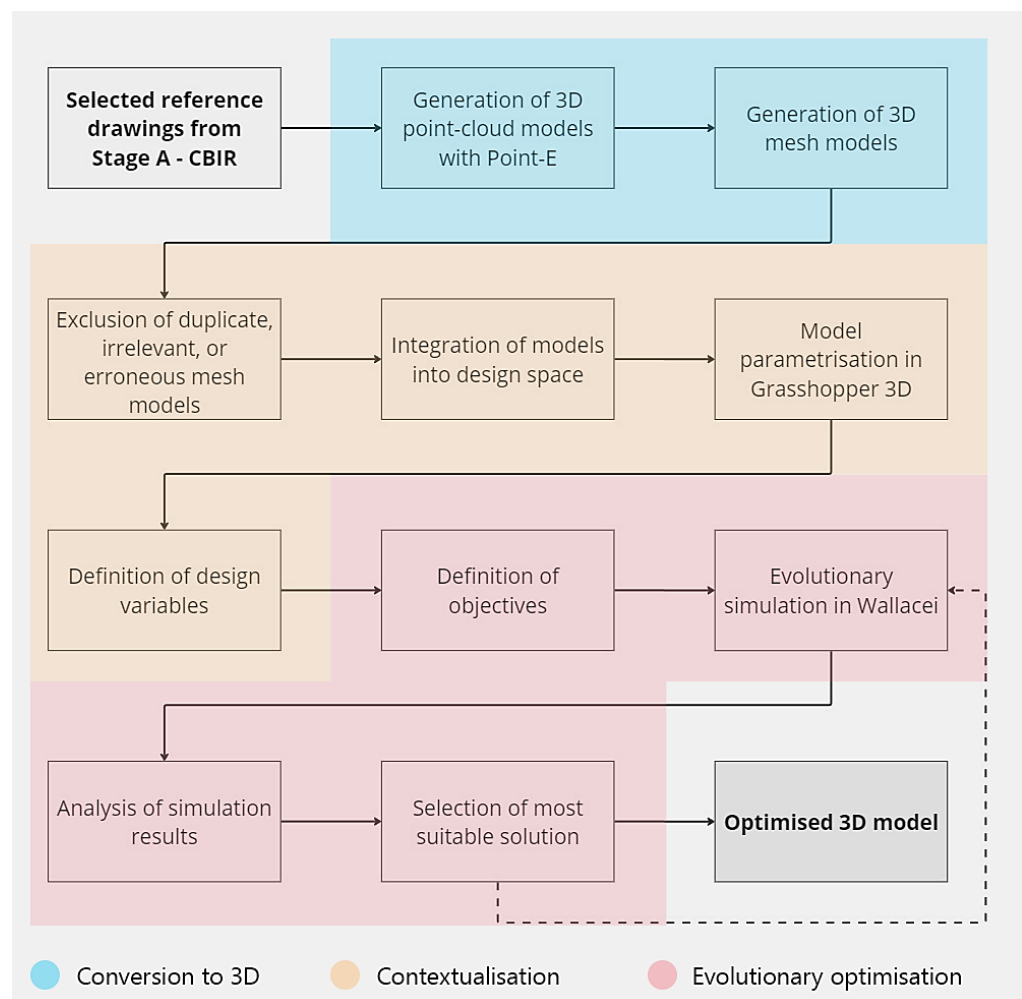 Selected reference
drawings from
Stage A - CBIR
Generation of 3D
point-cloud models
with Point-E
Generation of 3D
mesh models
Exclusion of duplicate,
irrelevant, or
erroneous mesh
models
Integration of models
into design space
Model
parametrisation in
Grasshopper 3D
Definition of design
variables
Definition of
objectives
Evolutionary
simulation in Wallacei
Analysis of simulation
results
Selection of most
suitable solution
Optimised 3D model
Conversion to 3D
Contextualisation
Evolutionary optimisation